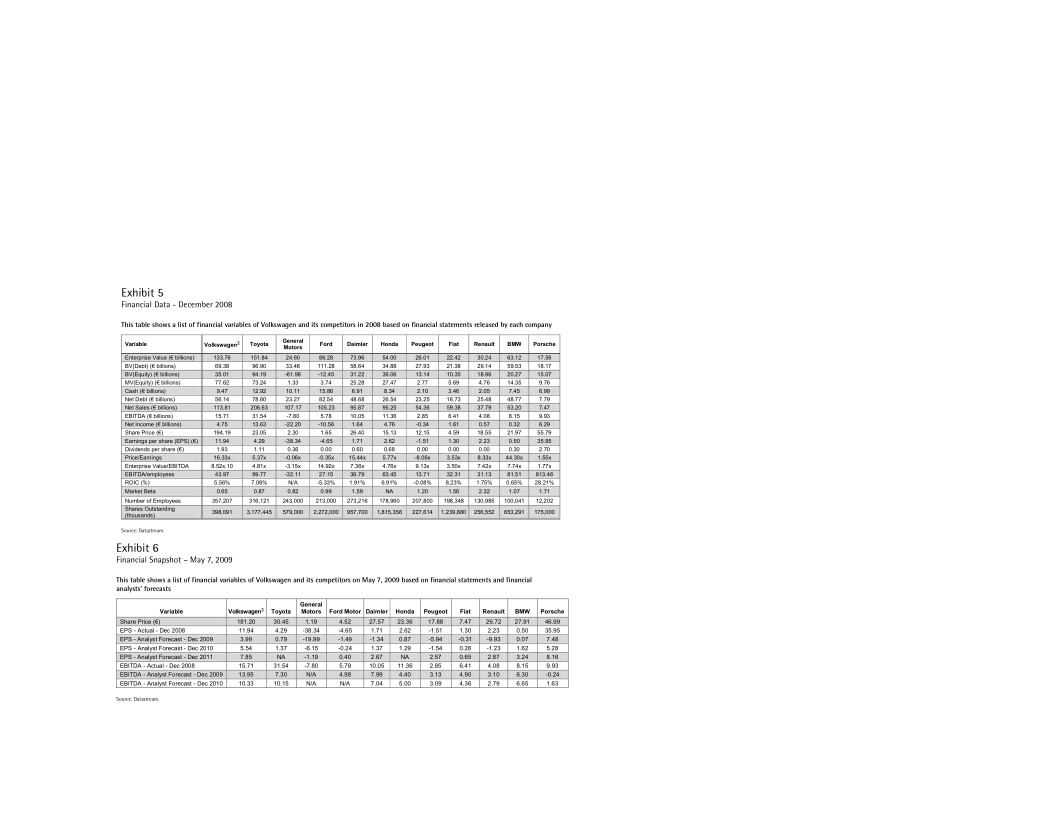 Exhibit 5
Financial Data – December 2008
This table shows a list of financial variables of Volkswagen and its competitors in 2008 based on financial statements released by each company
Variable Volkswagen2 Toyota General Motors Ford Daimler Honda Peugeot Fiat Renault BMW Porsche
Enterprise Value (€ billions) 133.76 151.84 24.60 86.28 73.96 54.00 26.01 22.42 30.24 63.12 17.56
BV(Debt) (€ billions) 69.38 96.90 33.48 111.28 58.64 34.88 27.93 21.38 29.14 59.53 18.17
BV(Equity) (€ billions) 35.01 94.19 -61.98 -12.45 31.22 36.06 13.14 10.35 18.96 20.27 15.07
MV(Equity) (€ billions) 77.62 73.24 1.33 3.74 25.28 27.47 2.77 5.69 4.76 14.35 9.76
Cash (€ billions) 9.47 12.92 10.11 15.86 6.91 8.34 2.10 3.46 2.05 7.45 6.99
Net Debt (€ billions) 56.14 78.60 23.27 82.54 48.68 26.54 23.25 16.73 25.48 48.77 7.79
Net Sales (€ billions) 113.81 208.63 107.17 105.23 95.87 95.25 54.36 59.38 37.79 53.20 7.47
EBITDA (€ billions) 15.71 31.54 -7.80 5.78 10.05 11.36 2.85 6.41 4.08 8.15 9.93
Net Income (€ billions) 4.75 13.63 -22.20 -10.56 1.64 4.76 -0.34 1.61 0.57 0.32 6.29
Share Price (€) 194.19 23.05 2.30 1.65 26.40 15.13 12.15 4.59 18.55 21.97 55.79
Earnings per share (EPS) (€) 11.94 4.29 -38.34 -4.65 1.71 2.62 -1.51 1.30 2.23 0.50 35.95
Dividends per share (€) 1.93 1.11 0.36 0.00 0.60 0.68 0.00 0.00 0.00 0.30 2.70
Price/Earnings 16.33x 5.37x -0.06x -0.35x 15.44x 5.77x -8.06x 3.53x 8.33x 44.30x 1.55x
Enterprise Value/EBITDA 8.52x.10 4.81x -3.15x 14.92x 7.36x 4.76x 9.13x 3.50x 7.42x 7.74x 1.77x
EBITDA/employees 43.97 99.77 -32.11 27.15 36.79 63.45 13.71 32.31 31.13 81.51 813.46
ROIC (%) 5.56% 7.08% N/A -5.33% 1.91% 6.91% -0.08% 8.23% 1.75% 0.65% 28.21%
Market Beta 0.65 0.87 0.82 0.99 1.59 NA 1.20 1.56 2.32 1.07 1.71
Number of Employees 357,207 316,121 243,000 213,000 273,216 178,960 207,800 198,348 130,985 100,041 12,202
Shares Outstanding (thousands) 398,091 3,177,445 579,000 2,272,000 957,700 1,815,356 227,614 1,239,880 256,552 653,291 175,000
Source: Datastream.
Exhibit 6
Financial Snapshot – May 7, 2009
This table shows a list of financial variables of Volkswagen and its competitors on May 7, 2009 based on financial statements and financial
analysts' forecasts
Variable Volkswagen3 Toyota General Motors Ford Motor Daimler Honda Peugeot Fiat Renault BMW Porsche
Share Price (€) 181.20 30.45 1.19 4.52 27.57 23.36 17.88 7.47 26.72 27.91 46.99
EPS - Actual - Dec 2008 11.94 4.29 -38.34 -4.65 1.71 2.62 -1.51 1.30 2.23 0.50 35.95
EPS - Analyst Forecast - Dec 2009 3.99 0.79 -19.99 -1.49 -1.34 0.87 -5.94 -0.31 -9.93 0.07 7.48
EPS - Analyst Forecast - Dec 2010 5.54 1.37 -6.15 -0.24 1.37 1.29 -1.54 0.28 -1.23 1.62 5.28
EPS - Analyst Forecast - Dec 2011 7.85 NA -1.19 0.40 2.67 NA 2.57 0.65 2.87 3.24 8.16
EBITDA - Actual - Dec 2008 15.71 31.54 -7.80 5.78 10.05 11.36 2.85 6.41 4.08 8.15 9.93
EBITDA - Analyst Forecast - Dec 2009 13.95 7.30 N/A 4.98 7.99 4.40 3.13 4.90 3.10 6.30 -0.24
EBITDA - Analyst Forecast - Dec 2010 10.33 10.15 N/A N/A 7.04 5.00 3.09 4.36 2.79 6.65 1.63
Source: Datastream.